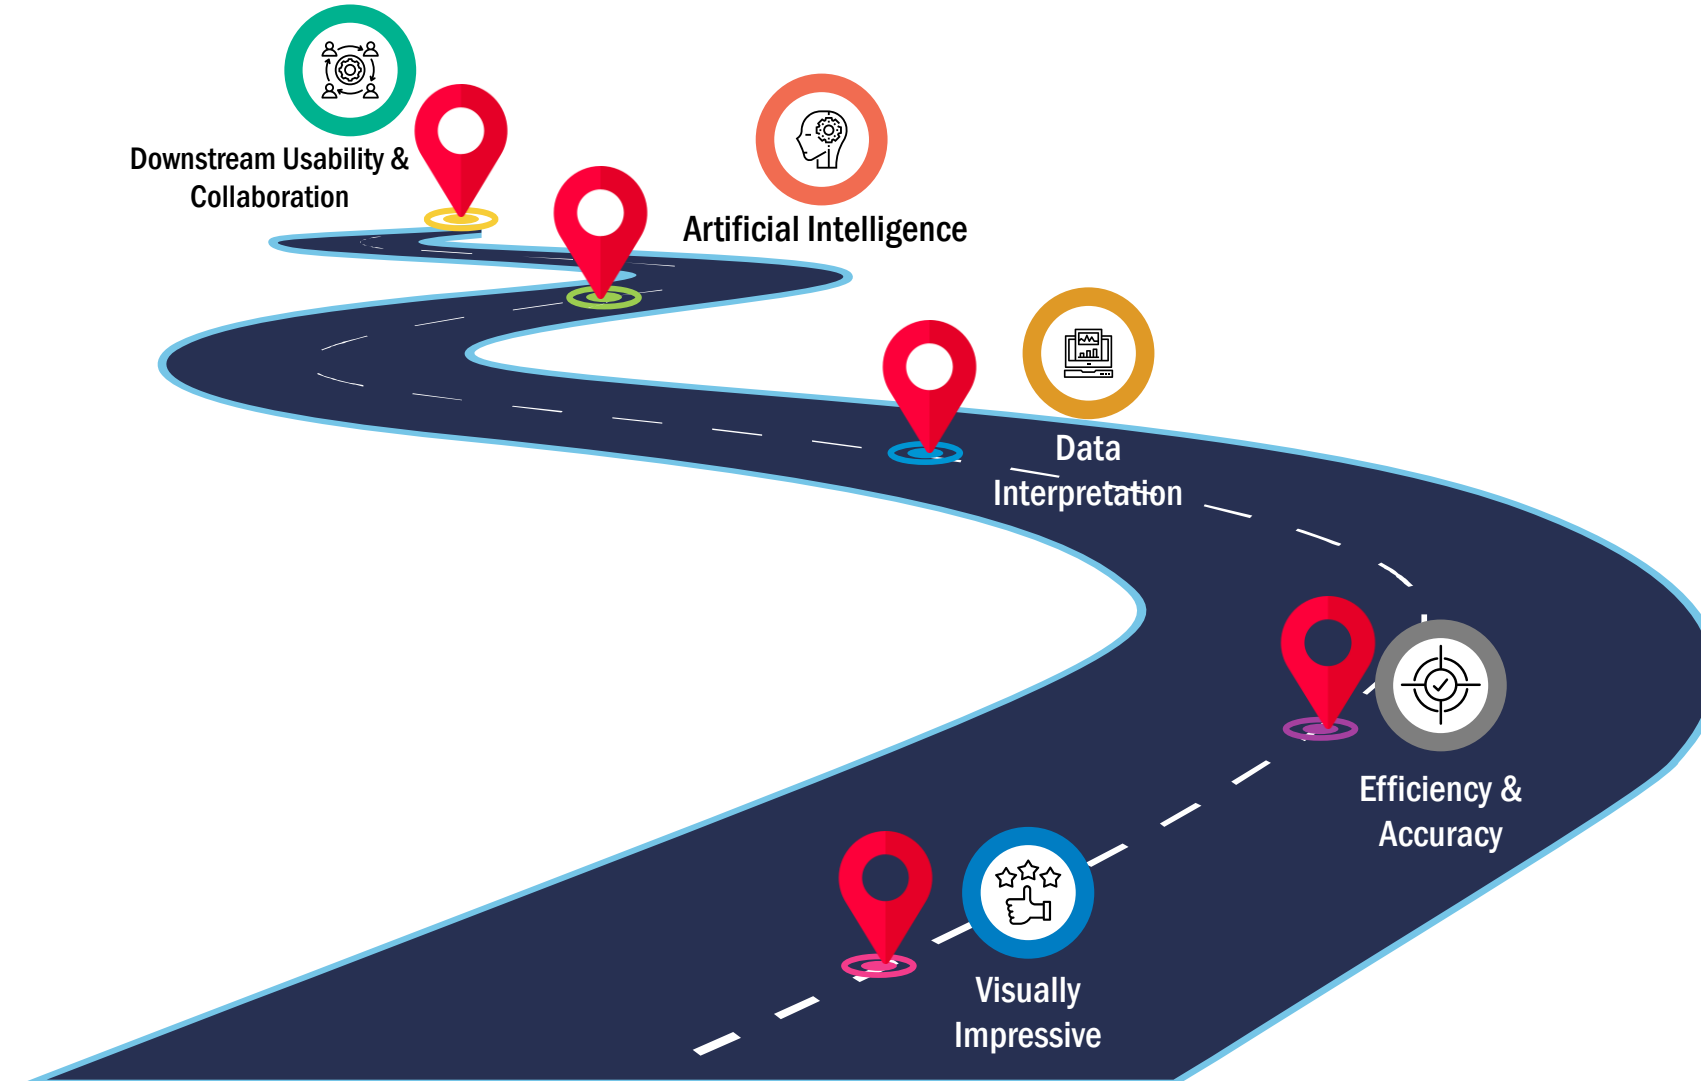 Downstream Usability &
Collaboration
Artificial Intelligence
Data
Interpretation
Efficiency &
Accuracy
Visually
Impressive